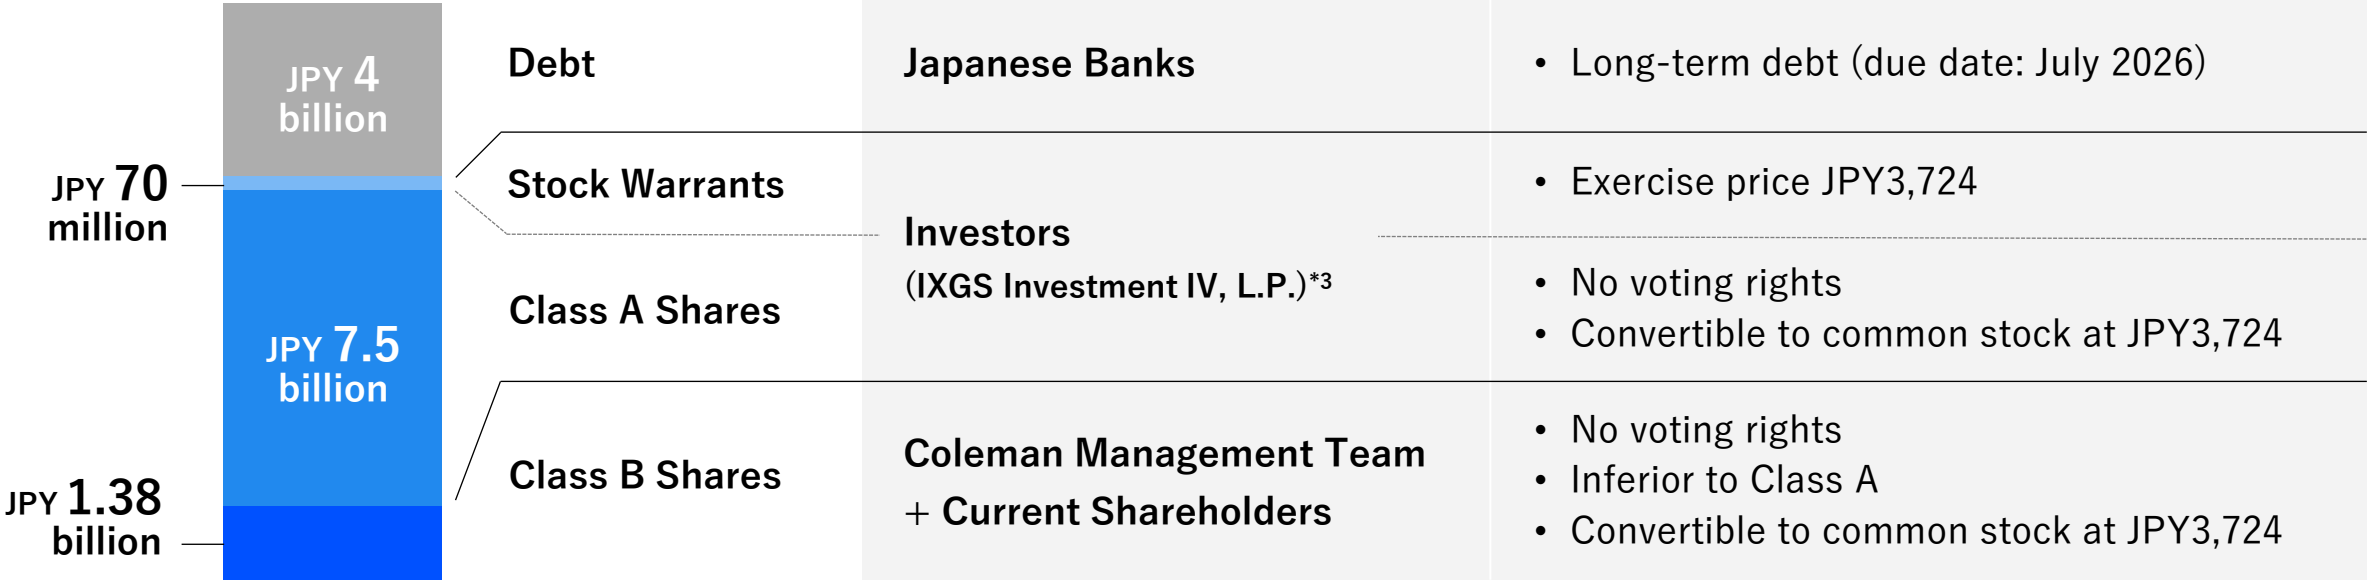 JPY 4
billion
Debt
Japanese Banks
• Long-term debt (due date: July 2026)
JPY 70
million
Stock Warrants
• Exercise price JPY3,724
Investors
(IXGS Investment IV, L.P.)*3
JPY 7.5
billion
Class A Shares
• No voting rights
• Convertible to common stock at JPY3,724
JPY 1.38
billion
Class B Shares
Coleman Management Team
+ Current Shareholders
• No voting rights
• Inferior to Class A
• Convertible to common stock at JPY3,724